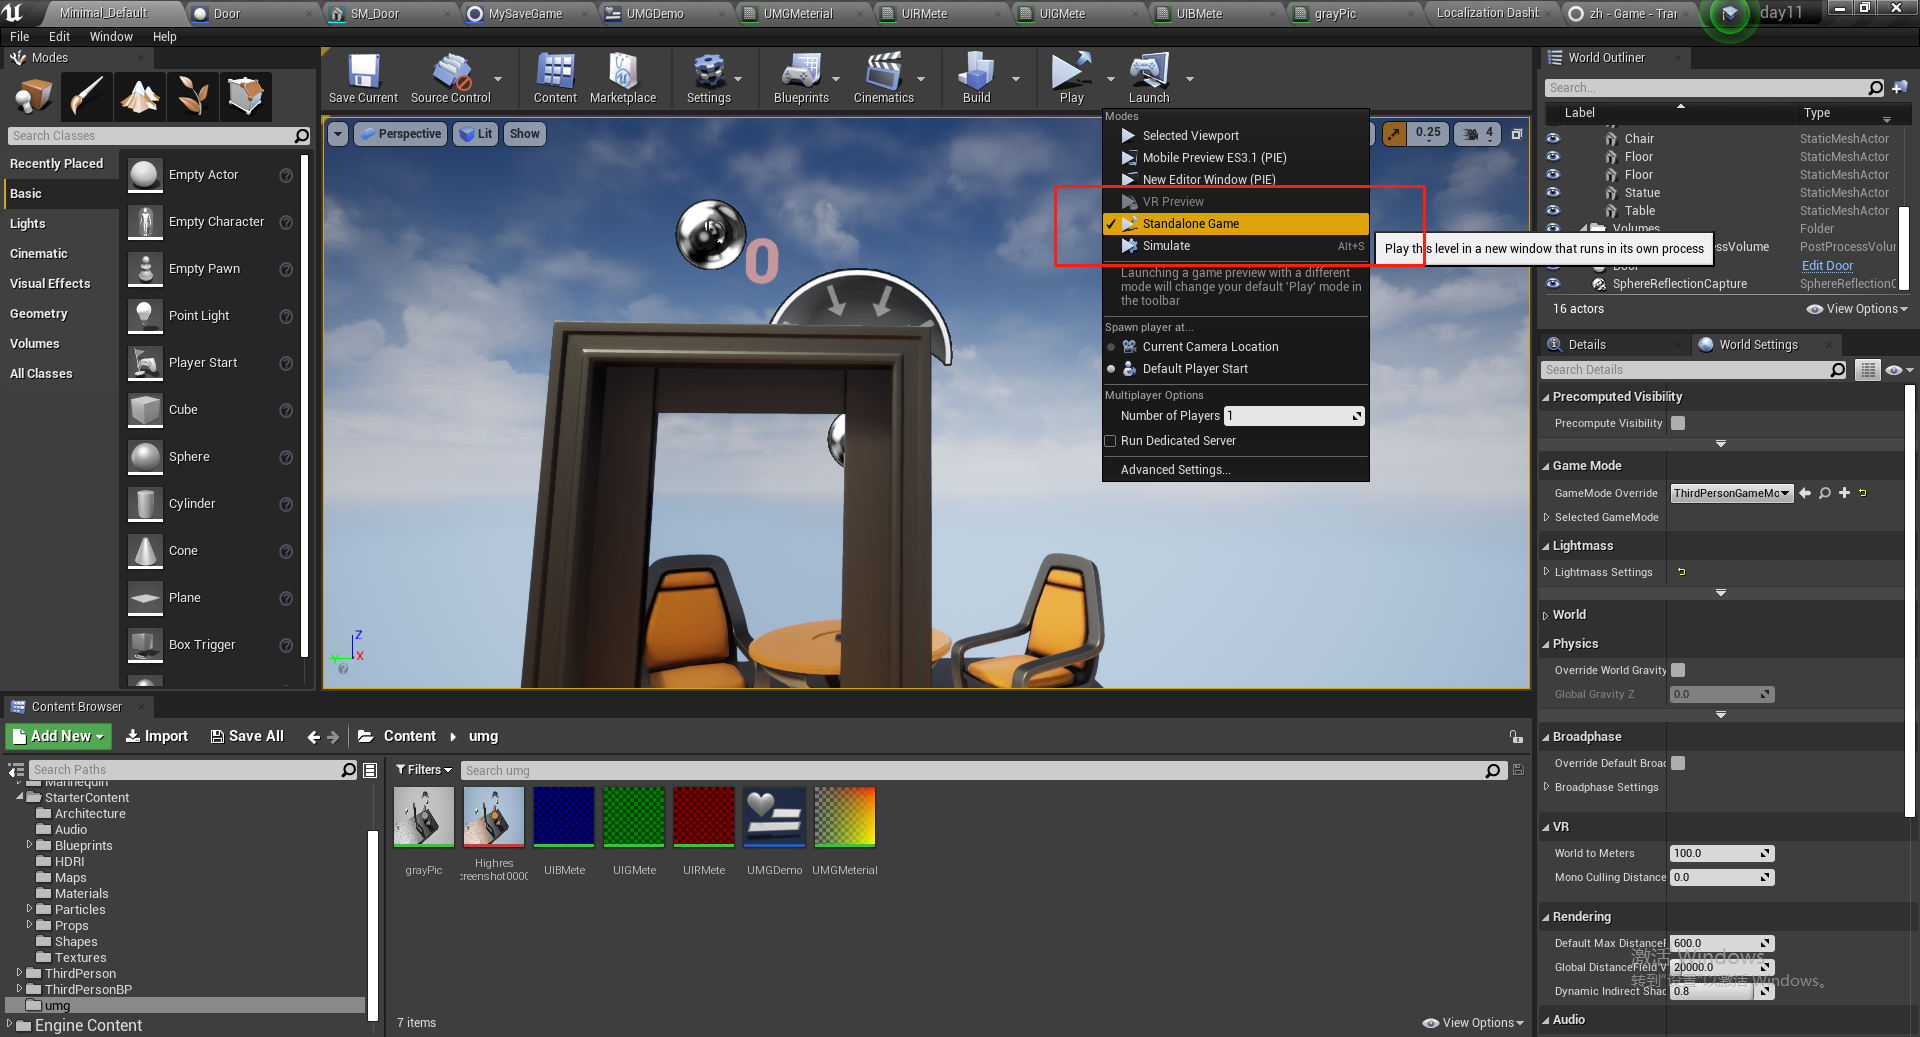 Minimal_Default
Door
SM_Door
MySaveGame
UMGDemo
UMGMeterial
UIRMete
UIGMete
UIBMete
grayPic
Localization Dashb
zh - Game - Tran
day11
File
Edit
Window
Help
Modes
Save Current
Source Control
Content
Marketplace
Settings
Blueprints
Cinematics
Build
Play
Launch
Search Classes
Recently Placed
Basic
Lights
Cinematic
Visual Effects
Geometry
Volumes
All Classes
Empty Actor
Empty Character
Empty Pawn
Point Light
Player Start
Cube
Sphere
Cylinder
Cone
Plane
Box Trigger
Perspective
Lit
Show
0.25
4
0
Z
Y
X
Modes
Selected Viewport
Mobile Preview ES3.1 (PIE)
New Editor Window (PIE)
VR Preview
Standalone Game
Simulate Alt+S
Launching a game preview with a different
mode will change your default 'Play' mode in
the toolbar
Spawn player at...
Current Camera Location
Default Player Start
Multiplayer Options
Number of Players 1
Run Dedicated Server
Advanced Settings...
Play this level in a new window that runs in its own process
World Outliner
Search...
Label Type
Chair StaticMeshActor
Floor StaticMeshActor
Floor StaticMeshActor
Statue StaticMeshActor
Table StaticMeshActor
Volumes Folder
essVolume PostProcessVolur
Door Edit Door
SphereReflectionCapture SphereReflectionC
16 actors
View Options
Details
World Settings
Search Details
Precomputed Visibility
Precompute Visibility
Game Mode
GameMode Override ThirdPersonGameMo
Selected GameMode
Lightmass
Lightmass Settings
World
Physics
Override World Gravity
Global Gravity Z 0.0
Broadphase
Override Default Broac
Broadphase Settings
VR
World to Meters 100.0
Mono Culling Distance 0.0
Rendering
Default Max DistanceF 600.0
Global DistanceField V 20000.0
Dynamic Indirect Shac 0.8
Audio
激活 Windows
转到"设置"以激活 Windows。
Content Browser
Add New
Import
Save All
Content
umg
Search Paths
Filters
Search umg
Mannequin
StarterContent
Architecture
Audio
Blueprints
HDRI
Maps
Materials
Particles
Props
Shapes
Textures
ThirdPerson
ThirdPersonBP
umg
Engine Content
grayPic
Highres
creenshot0000
UIBMete
UIGMete
UIRMete
UMGDemo
UMGMeterial
7 items
View Options